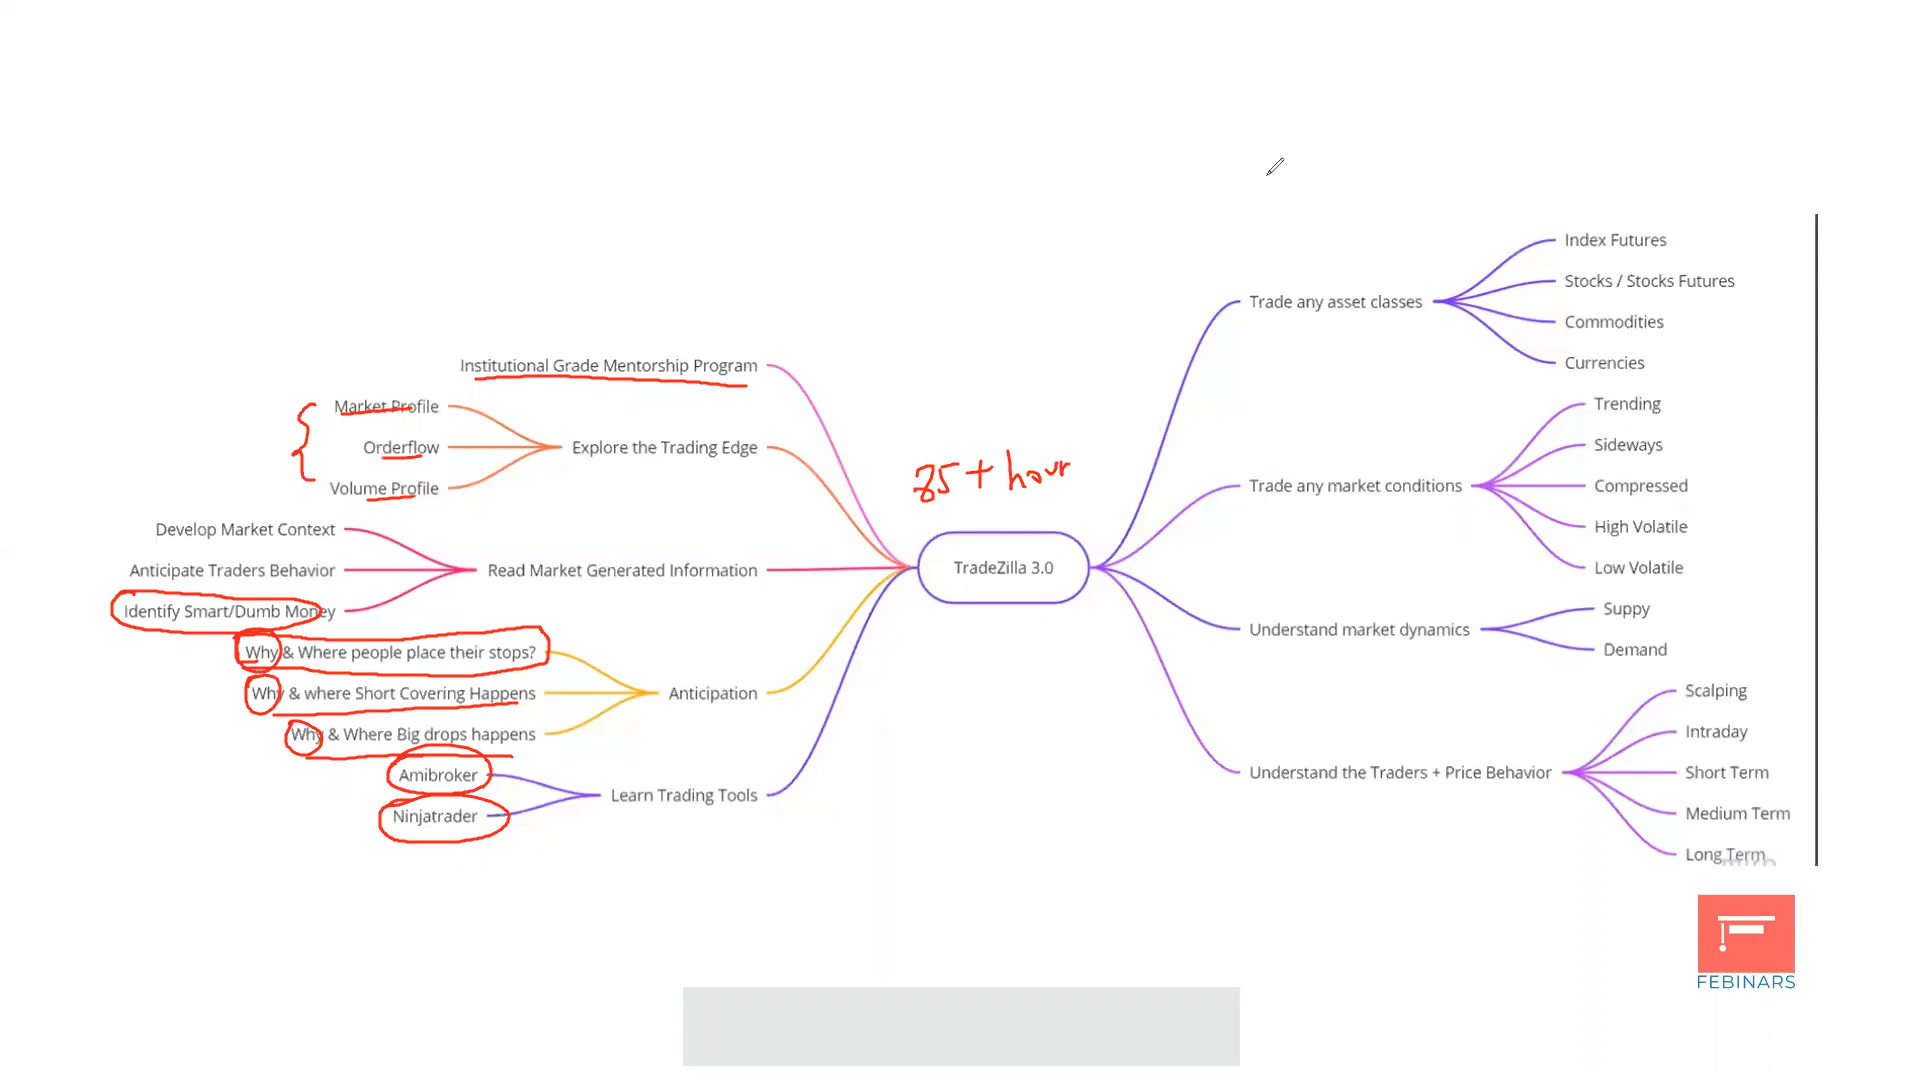 Institutional Grade Mentorship Program
Market Profile
Orderflow
Volume Profile
Explore the Trading Edge
Develop Market Context
Anticipate Traders Behavior
Identify Smart/Dumb Money
Read Market Generated Information
Why & Where people place their stops?
Why & where Short Covering Happens
Why & Where Big drops happens
Anticipation
Amibroker
Ninjatrader
Learn Trading Tools
+ hour
TradeZilla 3.0
Trade any asset classes
Index Futures
Stocks / Stocks Futures
Commodities
Currencies
Trade any market conditions
Trending
Sideways
Compressed
High Volatile
Low Volatile
Understand market dynamics
Suppy
Demand
Understand the Traders + Price Behavior
Scalping
Intraday
Short Term
Medium Term
Long Term
FEBINARS